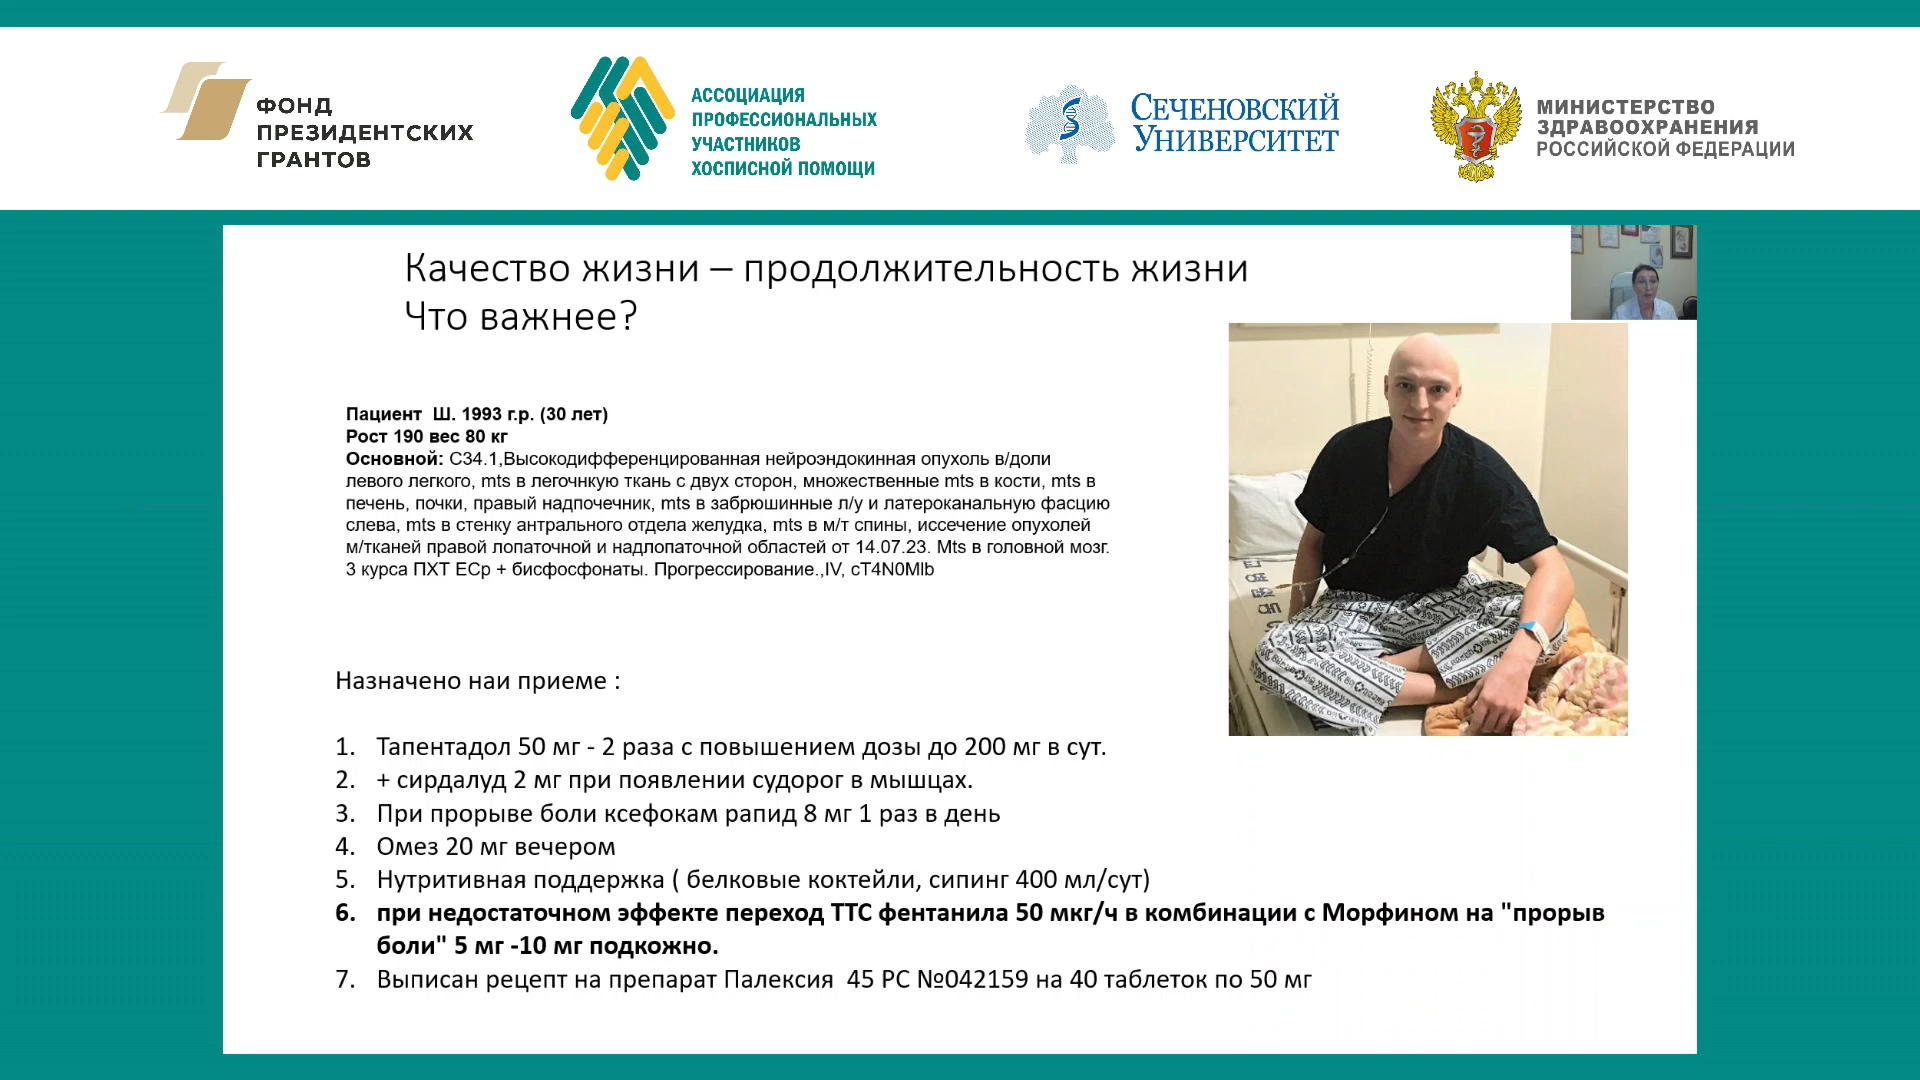 ФОНД
ПРЕЗИДЕНТСКИХ
ГРАНТОВ
АССОЦИАЦИЯ
ПРОФЕССИОНАЛЬНЫХ
УЧАСТНИКОВ
ХОСПИСНОЙ ПОМОЩИ
СЕЧЕНОВСКИЙ
УНИВЕРСИТЕТ
МИНИСТЕРСТВО
ЗДРАВООХРАНЕНИЯ
РОССИЙСКОЙ ФЕДЕРАЦИИ
Качество жизни – продолжительность жизни
Что важнее?
Пациент Ш. 1993 г.р. (30 лет)
Рост 190 вес 80 кг
Основной: С34.1,Высокодифференцированная нейроэндокинная опухоль в/доли
левого легкого, mts в легочнкую ткань с двух сторон, множественные mts в кости, mts в
печень, почки, правый надпочечник, mts в забрюшинные л/у и латероканальную фасцию
слева, mts в стенку антрального отдела желудка, mts в м/т спины, иссечение опухолей
м/тканей правой лопаточной и надлопаточной областей от 14.07.23. Mts в головной мозг.
3 курса ПХТ ЕСр + бисфосфонаты. Прогрессирование.,IV, cT4N0MIb
Назначено наи приеме :
1. Тапентадол 50 мг - 2 раза с повышением дозы до 200 мг в сут.
2. + сирдалуд 2 мг при появлении судорог в мышцах.
3. При прорыве боли ксефокам рапид 8 мг 1 раз в день
4. Омез 20 мг вечером
5. Нутритивная поддержка ( белковые коктейли, сипинг 400 мл/сут)
6. при недостаточном эффекте переход ТТС фентанила 50 мкг/ч в комбинации с Морфином на "прорыв
боли" 5 мг -10 мг подкожно.
7. Выписан рецепт на препарат Палексия 45 РС №042159 на 40 таблеток по 50 мг